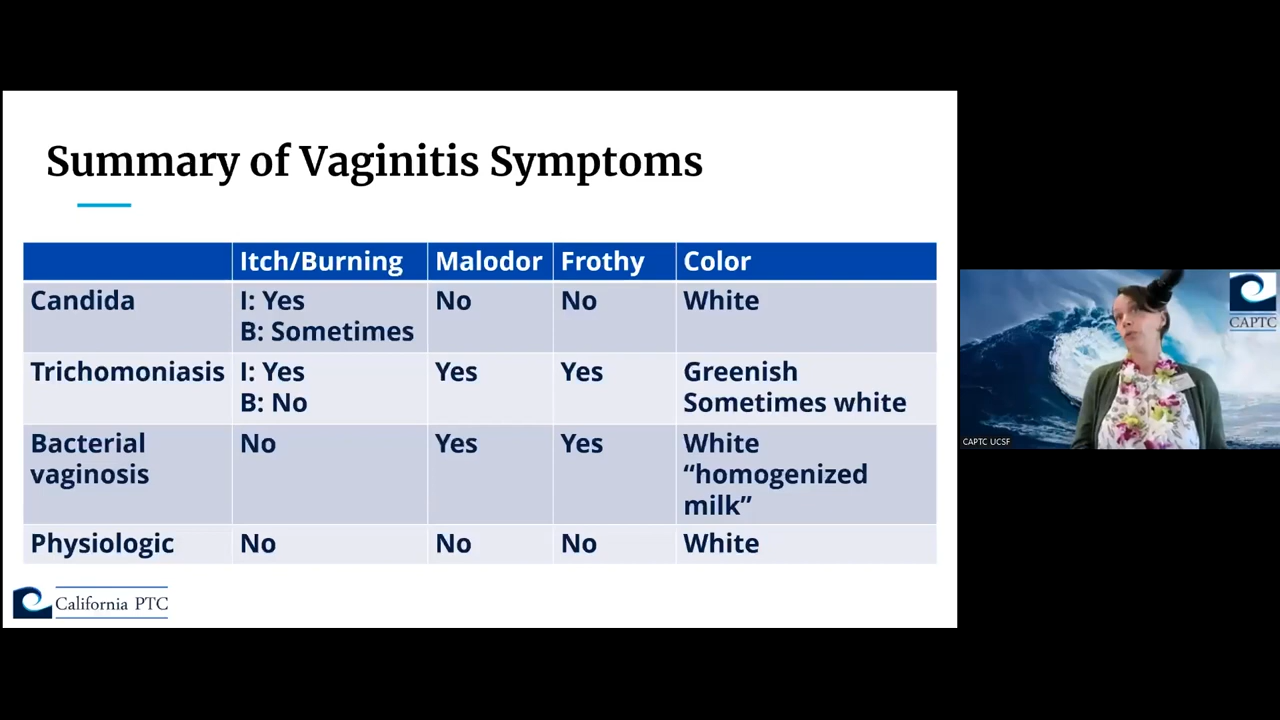 Summary of Vaginitis Symptoms
Itch/Burning Malodor Frothy Color
Candida I: Yes No No White
B: Sometimes
Trichomoniasis I: Yes Yes Yes Greenish
B: No Sometimes white
Bacterial No Yes Yes White
vaginosis “homogenized
milk”
Physiologic No No No White
California PTC
CAPTC
CAPTC UCSF